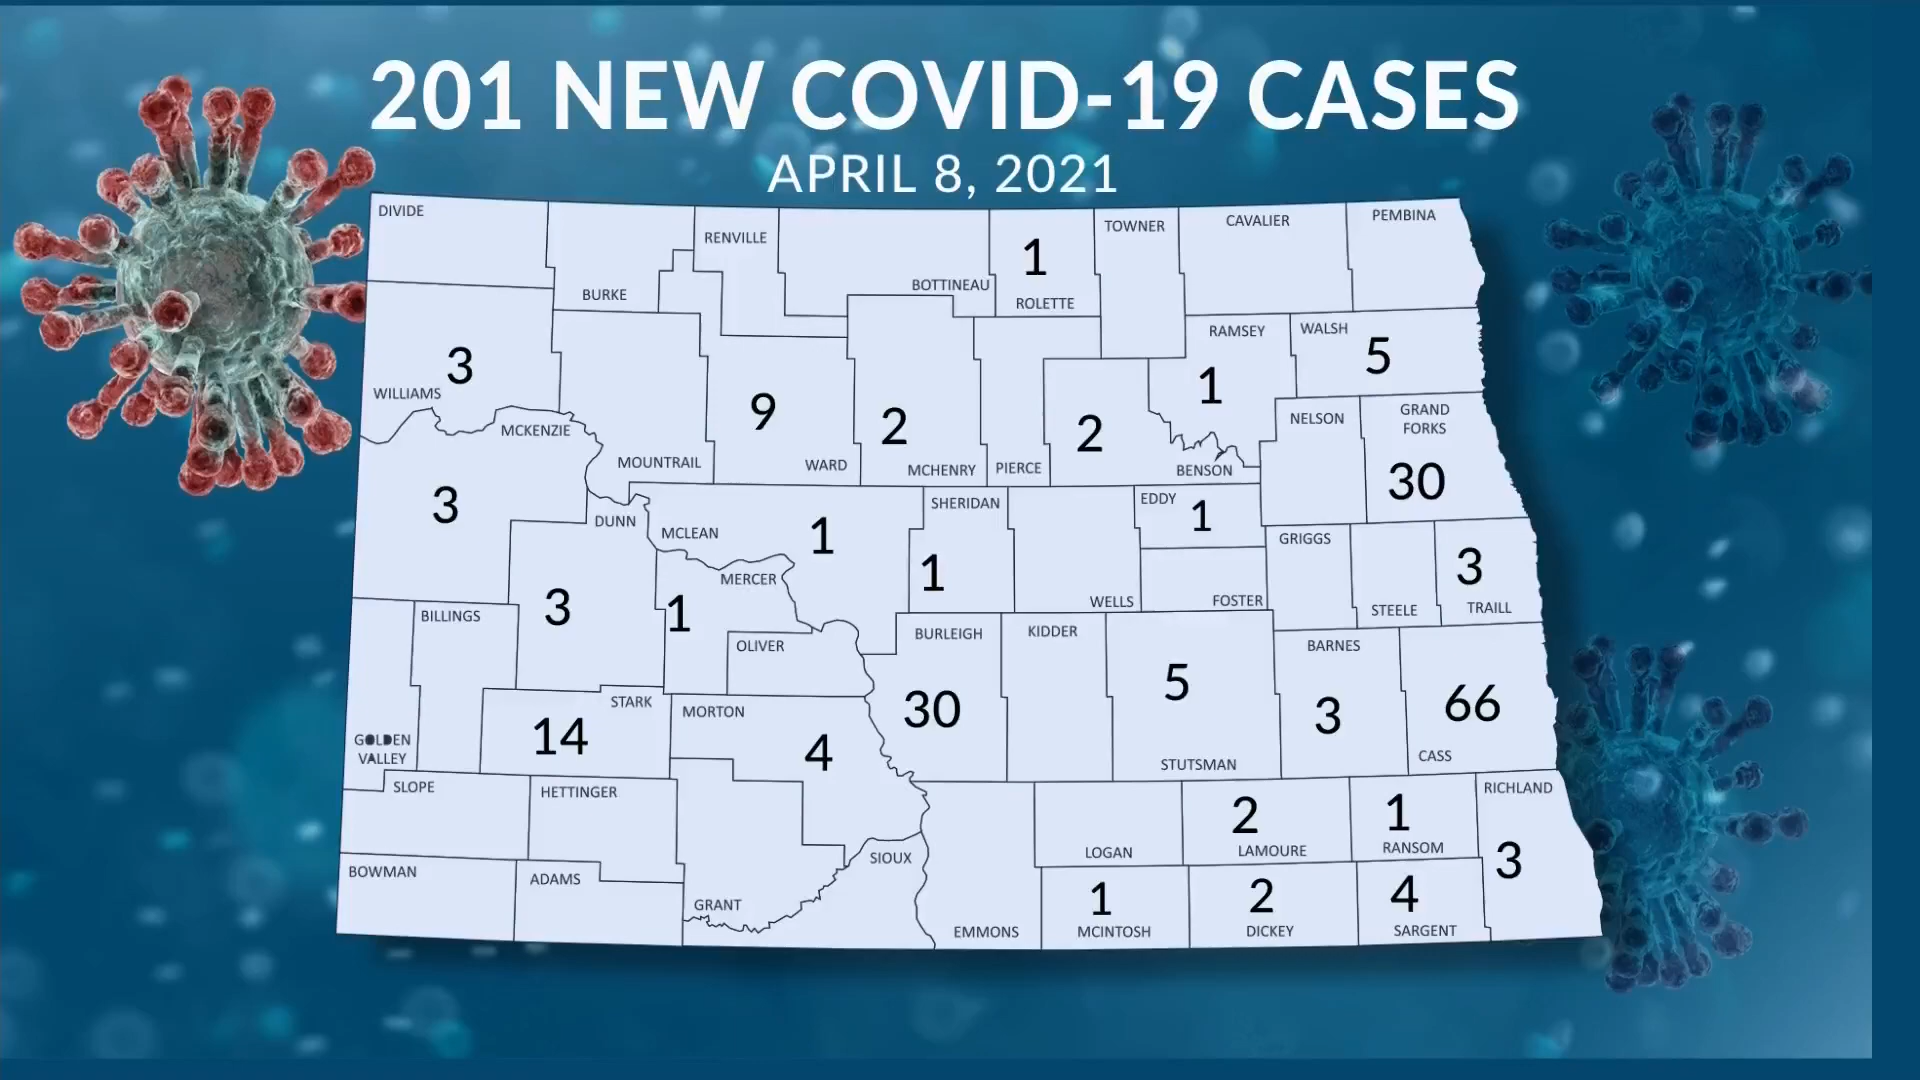 201 NEW COVID-19 CASES
APRIL 8, 2021
DIVIDE
BURKE
RENVILLE
BOTTINEAU
1
ROLETTE
TOWNER
CAVALIER
PEMBINA
3
WILLIAMS
MCKENZIE
3
MOUNTRAIL
9
WARD
2
MCHENRY
PIERCE
2
BENSON
RAMSEY
1
WALSH
5
NELSON
GRAND
FORKS
30
DUNN
3
MCLEAN
1
MERCER
1
OLIVER
SHERIDAN
1
WELLS
EDDY
1
FOSTER
GRIGGS
STEELE
3
TRAILL
BILLINGS
GOLDEN
VALLEY
STARK
14
MORTON
4
BURLEIGH
30
KIDDER
5
STUTSMAN
BARNES
3
66
CASS
SLOPE
HETTINGER
BOWMAN
ADAMS
GRANT
SIOUX
EMMONS
LOGAN
2
LAMOURE
1
RANSOM
RICHLAND
3
1
MCINTOSH
2
DICKEY
4
SARGENT